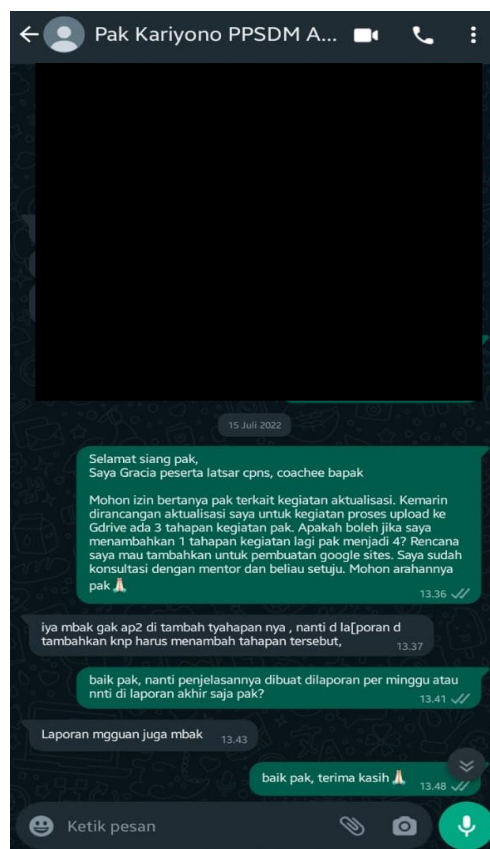 Pak Kariyono PPSDM A...
15 Juli 2022
Selamat siang pak,
Saya Gracia peserta latsar cpns, coachee bapak
Mohon izin bertanya pak terkait kegiatan aktualisasi. Kemarin
dirancangan aktualisasi saya untuk kegiatan proses upload ke
Gdrive ada 3 tahapan kegiatan pak. Apakah boleh jika saya
menambahkan 1 tahapan kegiatan lagi pak menjadi 4? Rencana
saya mau tambahkan untuk pembuatan google sites. Saya sudah
konsultasi dengan mentor dan beliau setuju. Mohon arahannya
pak🙏🏻
13.36
iya mbak gak ap2 di tambah tyahapan nya , nanti d la[poran d
tambahkan knp harus menambah tahapan tersebut,
13.37
baik pak, nanti penjelasannya dibuat dilaporan per minggu atau
nnti di laporan akhir saja pak?
13.41
Laporan mgguan juga mbak 13.43
baik pak, terima kasih🙏🏻 13.48
Ketik pesan